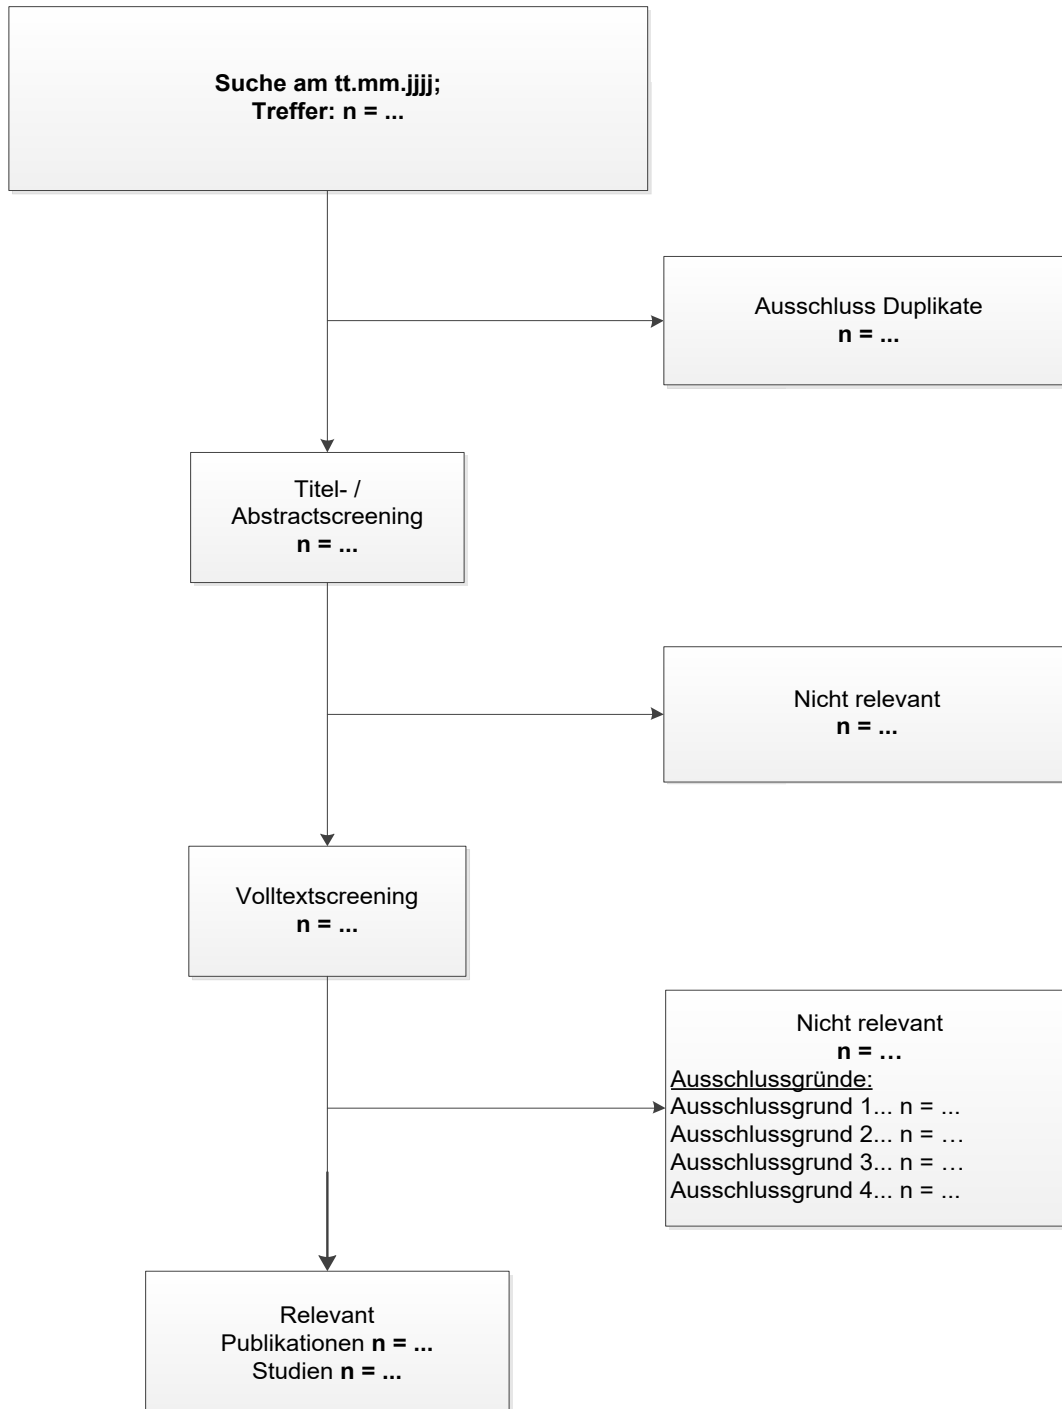 Suche am tt.mm.jjjj;
Treffer: n = ...
Ausschluss Duplikate
n = ...
Titel- /
Abstractscreening
n = ...
Nicht relevant
n = ...
Volltextscreening
n = ...
Nicht relevant
n = …
Ausschlussgründe:
Ausschlussgrund 1... n = ...
Ausschlussgrund 2... n = …
Ausschlussgrund 3... n = …
Ausschlussgrund 4... n = ...
Relevant
Publikationen n = ...
Studien n = ...